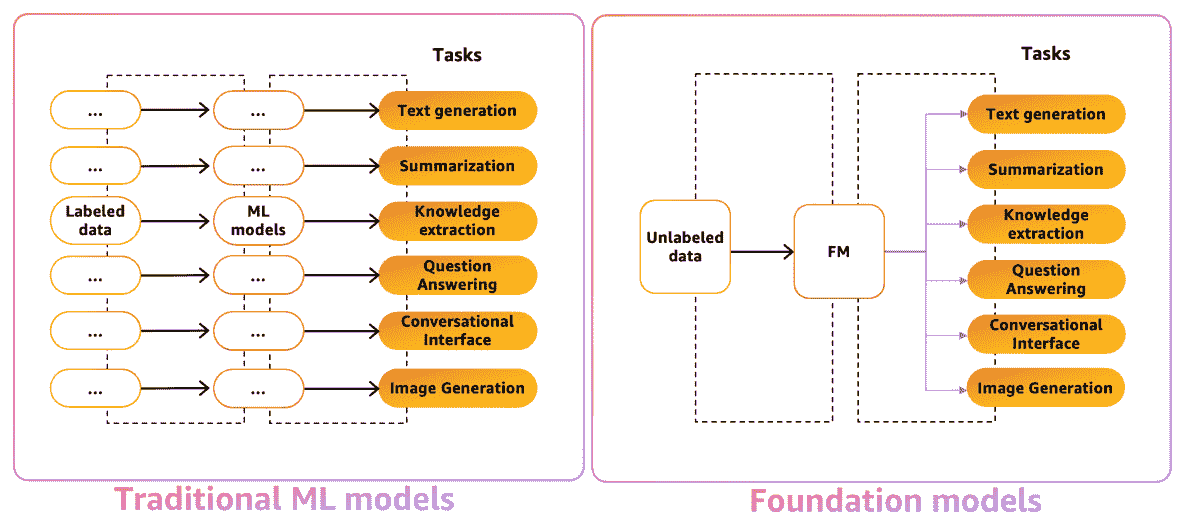 Tasks
...
...
Text generation
...
...
Summarization
Labeled
data
ML
models
Knowledge
extraction
...
...
Question
Answering
...
...
Conversational
Interface
...
...
Image Generation
Traditional ML models
Tasks
Unlabeled
data
FM
Text generation
Summarization
Knowledge
extraction
Question
Answering
Conversational
Interface
Image Generation
Foundation models